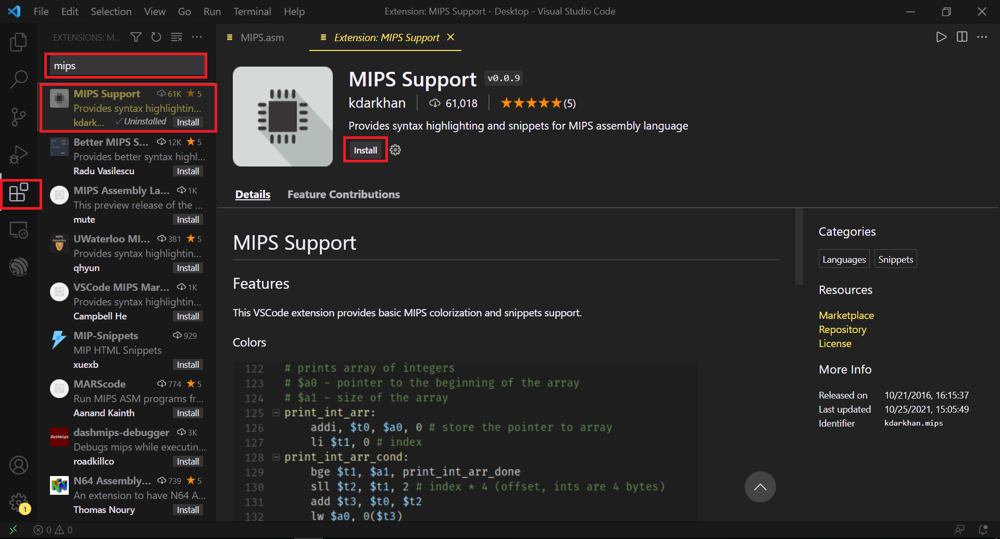 File Edit Selection View Go Run Terminal Help
Extension: MIPS Support - Desktop - Visual Studio Code
EXTENSIONS: M...
mips
MIPS Support 61K 5
Provides syntax highlightin...
kdark... Uninstalled Install
Better MIPS S... 12K 5
Provides better syntax highl...
Radu Vasilescu Install
MIPS Assembly La... 1K
This preview release of the ...
mute Install
MIPS
Assembly
UWaterloo MI... 381 5
Provides syntax highlightin...
qhyun Install
VSCode MIPS Mar... 1K
Provides syntax highlightin...
Campbell He Install
MIP-Snippets 929
MIP HTML Snippets
xuexb Install
MARScode 774 5
Run MIPS ASM programs fr...
Aanand Kainth Install
Dashmips
dashmips-debugger 3K
Debugs mips while executin...
roadkillco Install
N64 Assembly... 739 5
An extension to have N64 A...
Thomas Noury Install
1
0 0
MIPS.asm
Extension: MIPS Support
MIPS Support v0.0.9
kdarkhan 61,018 (5)
Provides syntax highlighting and snippets for MIPS assembly language
Install
Details Feature Contributions
MIPS Support
Features
This VSCode extension provides basic MIPS colorization and snippets support.
Colors
122 # prints array of integers
123 # $a0 - pointer to the beginning of the array
124 # $a1 - size of the array
125 print_int_arr:
126 addi, $t0, $a0, 0 # store the pointer to array
127 li $t1, 0 # index
128 print_int_arr_cond:
129 bge $t1, $a1, print_int_arr_done
130 sll $t2, $t1, 2 # index * 4 (offset, ints are 4 bytes)
131 add $t3, $t0, $t2
132 lw $a0, 0($t3)
Categories
Languages Snippets
Resources
Marketplace
Repository
License
More Info
Released on 10/21/2016, 16:15:37
Last updated 10/25/2021, 15:05:49
Identifier kdarkhan.mips